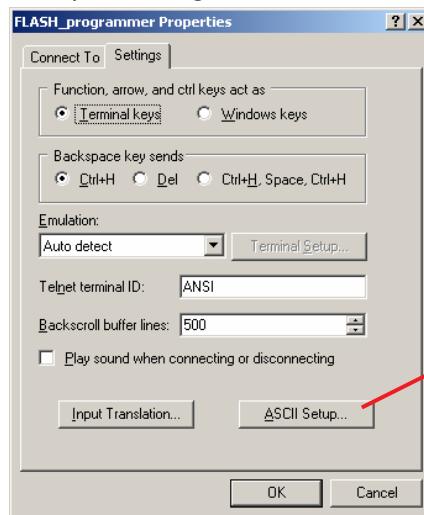 FLASH_programmer Properties
Connect To Settings
Function, arrow, and ctrl keys act as
Terminal keys Windows keys
Backspace key sends
Ctrl+H Del Ctrl+H, Space, Ctrl+H
Emulation:
Auto detect Terminal Setup...
Telnet terminal ID: ANSI
Backscroll buffer lines: 500
Play sound when connecting or disconnecting
Input Translation... ASCII Setup...
OK Cancel